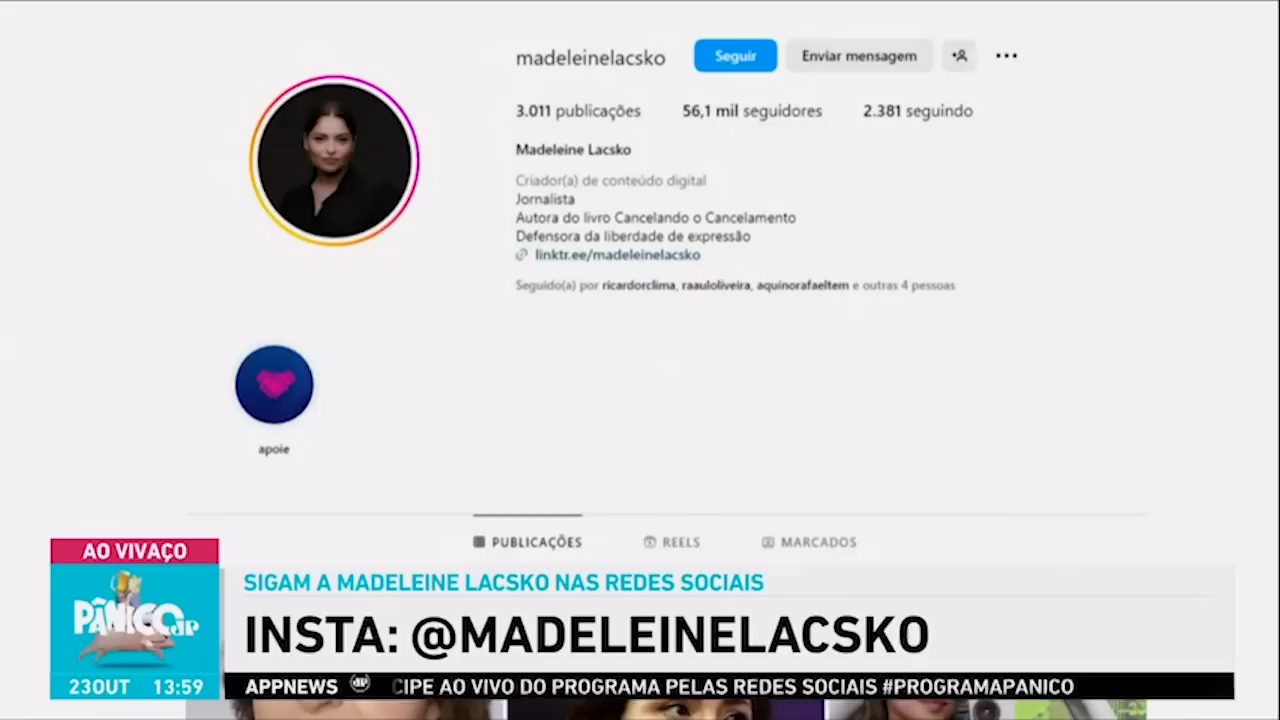 madeleinelacsko Seguir Enviar mensagem
3.011 publicações 56,1 mil seguidores 2.381 seguindo
Madeleine Lacsko
Criador(a) de conteúdo digital
Jornalista
Autora do livro Cancelando o Cancelamento
Defensora da liberdade de expressão
linktr.ee/madeleinelacsko
Seguido(a) por ricardorclima, raauloliveira, aquinorafaeltem e outras 4 pessoas
apoie
PUBLICAÇÕES REELS MARCADOS
AO VIVAÇO
PÂNICO JP
23OUT 13:59
SIGAM A MADELEINE LACSKO NAS REDES SOCIAIS
INSTA: @MADELEINELACSKO
APPNEWS JP CIPE AO VIVO DO PROGRAMA PELAS REDES SOCIAIS #PROGRAMAPANICO